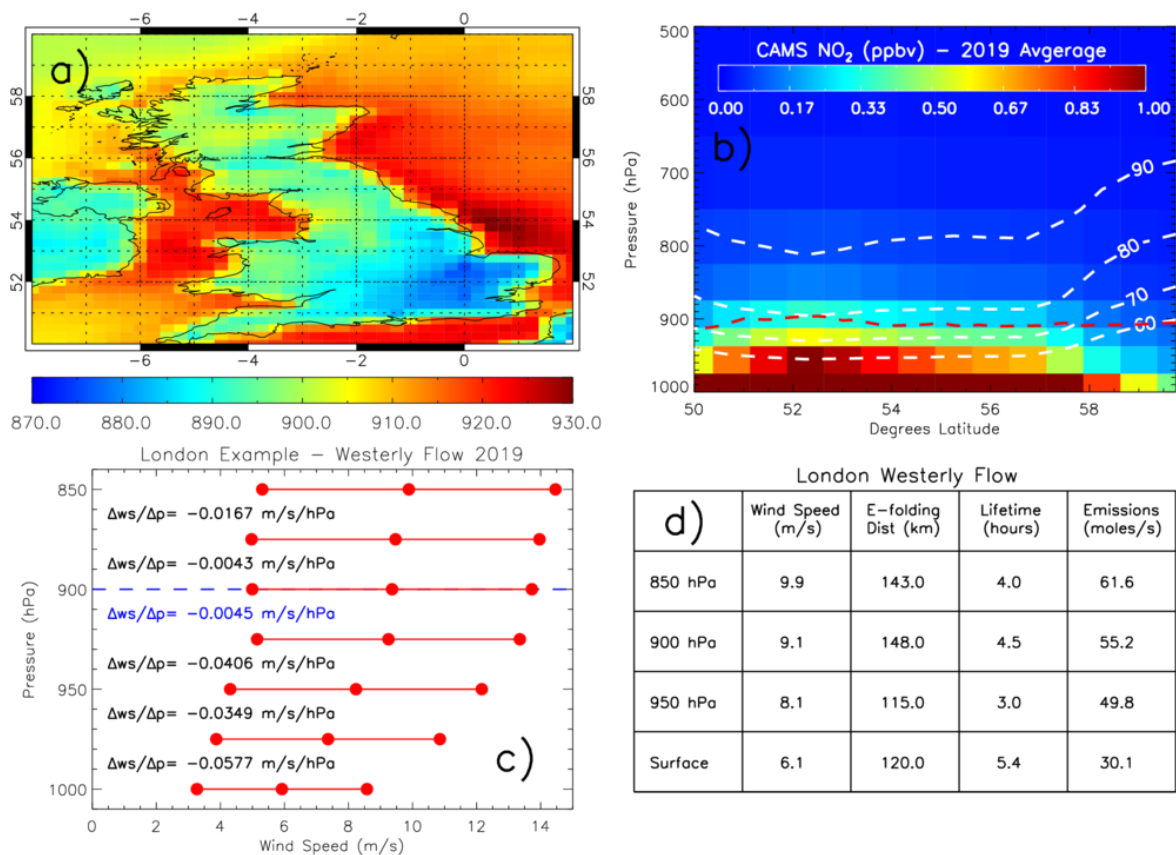 -6 -4 -2 0
a)
58 58
56 56
54 54
52 52
-6 -4 -2 0
870.0 880.0 890.0 900.0 910.0 920.0 930.0
500
600
700
800
900
1000
Pressure (hPa)
CAMS NO₂ (ppbv) – 2019 Avgerage
0.00 0.17 0.33 0.50 0.67 0.83 1.00
b)
90
80
70
60
50 52 54 56 58
Degrees Latitude
London Example – Westerly Flow 2019
850
900
950
1000
Pressure (hPa)
Δws/Δp= -0.0167 m/s/hPa
Δws/Δp= -0.0043 m/s/hPa
Δws/Δp= -0.0045 m/s/hPa
Δws/Δp= -0.0406 m/s/hPa
Δws/Δp= -0.0349 m/s/hPa
Δws/Δp= -0.0577 m/s/hPa
c)
0 2 4 6 8 10 12 14
Wind Speed (m/s)
London Westerly Flow
d) Wind Speed (m/s) E-folding Dist (km) Lifetime (hours) Emissions (moles/s)
850 hPa 9.9 143.0 4.0 61.6
900 hPa 9.1 148.0 4.5 55.2
950 hPa 8.1 115.0 3.0 49.8
Surface 6.1 120.0 5.4 30.1